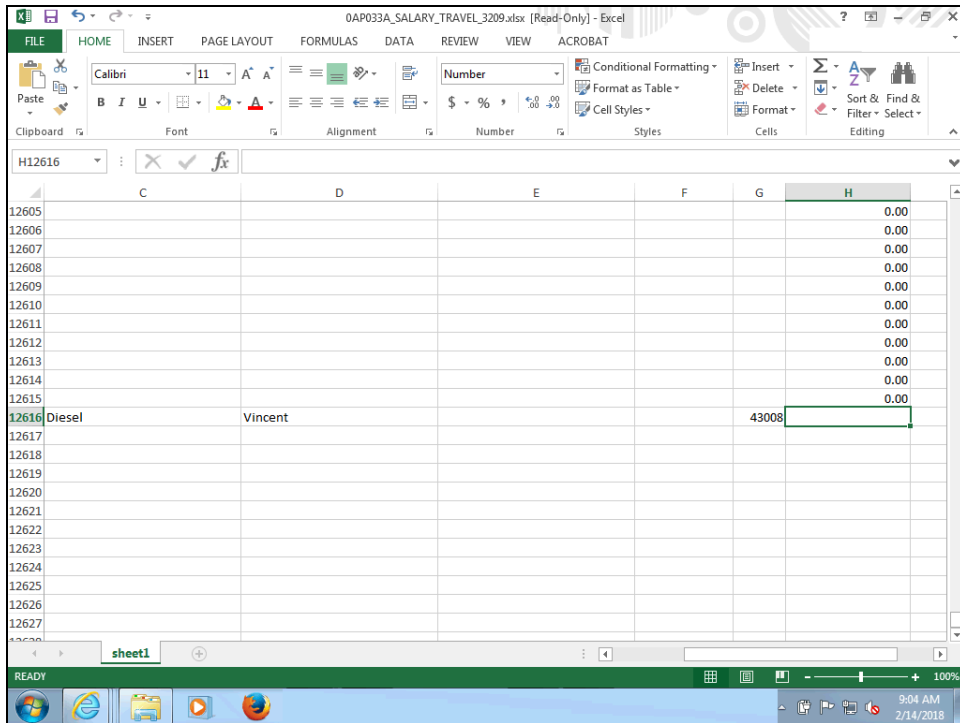 0AP033A_SALARY_TRAVEL_3209.xlsx [Read-Only] - Excel
FILE HOME INSERT PAGE LAYOUT FORMULAS DATA REVIEW VIEW ACROBAT
Paste
Calibri 11 A A
B I U A
Number
$ % , .0 .00 .00 .0
Conditional Formatting
Format as Table
Cell Styles
Insert
Delete
Format
Sort & Filter
Find & Select
Clipboard Font Alignment Number Styles Cells Editing
H12616 fx
C D E F G H
12605 0.00
12606 0.00
12607 0.00
12608 0.00
12609 0.00
12610 0.00
12611 0.00
12612 0.00
12613 0.00
12614 0.00
12615 0.00
12616 Diesel Vincent 43008
12617
12618
12619
12620
12621
12622
12623
12624
12625
12626
12627
sheet1
READY 100%
9:04 AM
2/14/2018